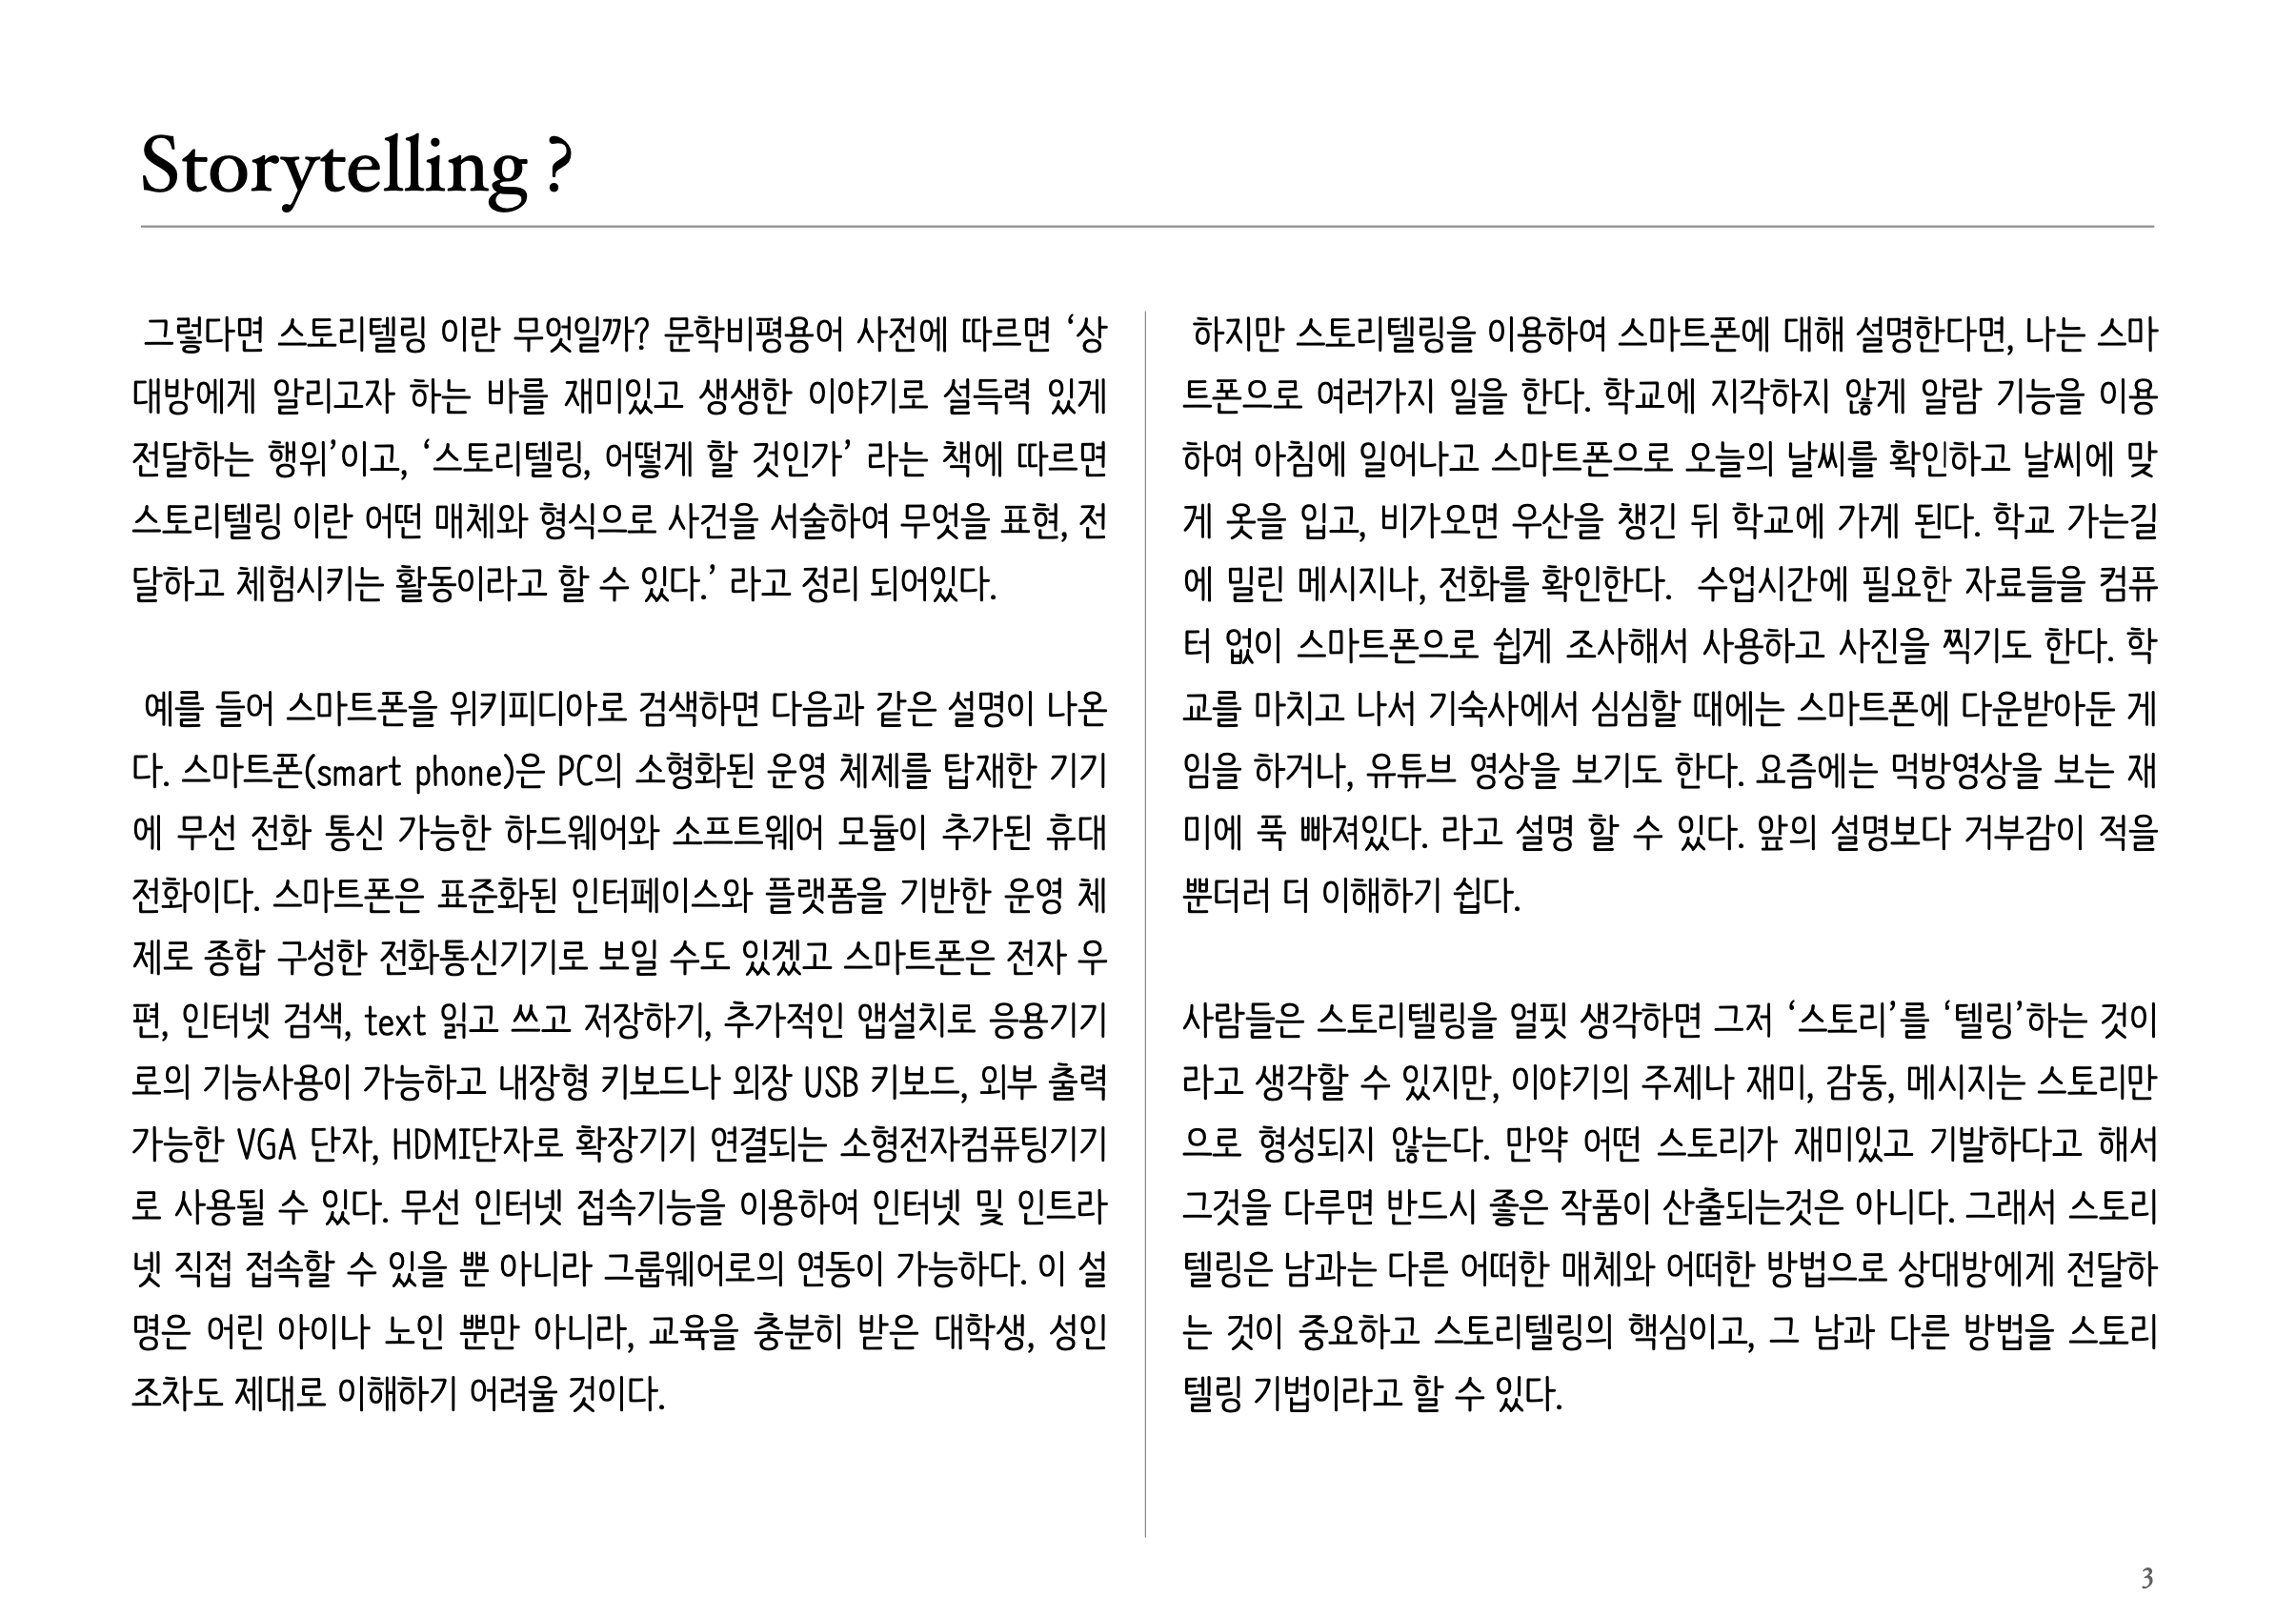 Storytelling ?
그렇다면 스토리텔링 이란 무엇일까? 문학비평용어 사전에 따르면 ‘상
대방에게 알리고자 하는 바를 재미있고 생생한 이야기로 설득력 있게
전달하는 행위’이고, ‘스토리텔링, 어떻게 할 것인가’ 라는 책에 따르면
스토리텔링 이란 어떤 매체와 형식으로 사건을 서술하여 무엇을 표현, 전
달하고 체험시키는 활동이라고 할 수 있다.’ 라고 정리 되어있다.
예를 들어 스마트폰을 위키피디아로 검색하면 다음과 같은 설명이 나온
다. 스마트폰(smart phone)은 PC의 소형화된 운영 체제를 탑재한 기기
에 무선 전화 통신 가능한 하드웨어와 소프트웨어 모듈이 추가된 휴대
전화이다. 스마트폰은 표준화된 인터페이스와 플랫폼을 기반한 운영 체
제로 종합 구성한 전화통신기기로 보일 수도 있겠고 스마트폰은 전자 우
편, 인터넷 검색, text 읽고 쓰고 저장하기, 추가적인 앱설치로 응용기기
로의 기능사용이 가능하고 내장형 키보드나 외장 USB 키보드, 외부 출력
가능한 VGA 단자, HDMI단자로 확장기기 연결되는 소형전자컴퓨팅기기
로 사용될 수 있다. 무선 인터넷 접속기능을 이용하여 인터넷 및 인트라
넷 직접 접속할 수 있을 뿐 아니라 그룹웨어로의 연동이 가능하다. 이 설
명은 어린 아이나 노인 뿐만 아니라, 교육을 충분히 받은 대학생, 성인
조차도 제대로 이해하기 어려울 것이다.
하지만 스토리텔링을 이용하여 스마트폰에 대해 설명한다면, 나는 스마
트폰으로 여러가지 일을 한다. 학교에 지각하지 않게 알람 기능을 이용
하여 아침에 일어나고 스마트폰으로 오늘의 날씨를 확인하고 날씨에 맞
게 옷을 입고, 비가오면 우산을 챙긴 뒤 학교에 가게 된다. 학교 가는길
에 밀린 메시지나, 전화를 확인한다. 수업시간에 필요한 자료들을 컴퓨
터 없이 스마트폰으로 쉽게 조사해서 사용하고 사진을 찍기도 한다. 학
교를 마치고 나서 기숙사에서 심심할 때에는 스마트폰에 다운받아둔 게
임을 하거나, 유튜브 영상을 보기도 한다. 요즘에는 먹방영상을 보는 재
미에 푹 빠져있다. 라고 설명 할 수 있다. 앞의 설명보다 거부감이 적을
뿐더러 더 이해하기 쉽다.
사람들은 스토리텔링을 얼핏 생각하면 그저 ‘스토리’를 ‘텔링’하는 것이
라고 생각할 수 있지만, 이야기의 주제나 재미, 감동, 메시지는 스토리만
으로 형성되지 않는다. 만약 어떤 스토리가 재미있고 기발하다고 해서
그것을 다루면 반드시 좋은 작품이 산출되는것은 아니다. 그래서 스토리
텔링은 남과는 다른 어떠한 매체와 어떠한 방법으로 상대방에게 전달하
는 것이 중요하고 스토리텔링의 핵심이고, 그 남과 다른 방법을 스토리
텔링 기법이라고 할 수 있다.
3